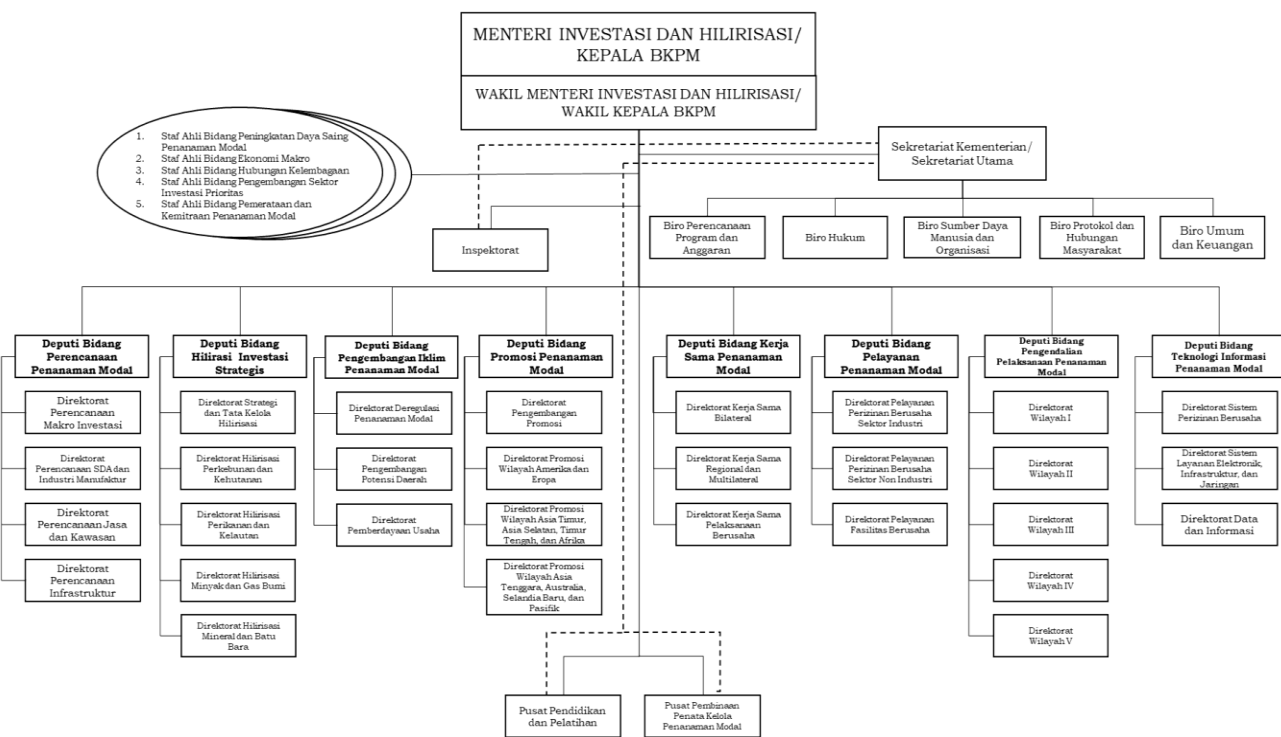 MENTERI INVESTASI DAN HILIRISASI/
KEPALA BKPM
WAKIL MENTERI INVESTASI DAN HILIRISASI/
WAKIL KEPALA BKPM
1. Staf Ahli Bidang Peningkatan Daya Saing
Penanaman Modal
2. Staf Ahli Bidang Ekonomi Makro
3. Staf Ahli Bidang Hubungan Kelembagaan
4. Staf Ahli Bidang Pengembangan Sektor
Investasi Prioritas
5. Staf Ahli Bidang Pemerataan dan
Kemitraan Penanaman Modal
Sekretariat Kementerian/
Sekretariat Utama
Inspektorat
Biro Perencanaan
Program dan
Anggaran
Biro Hukum
Biro Sumber Daya
Manusia dan
Organisasi
Biro Protokol dan
Hubungan
Masyarakat
Biro Umum
dan Keuangan
Deputi Bidang
Perencanaan
Penanaman Modal
Direktorat
Perencanaan
Makro Investasi
Direktorat
Perencanaan SDA dan
Industri Manufaktur
Direktorat
Perencanaan Jasa
dan Kawasan
Direktorat
Perencanaan
Infrastruktur
Deputi Bidang
Hilirasi Investasi
Strategis
Direktorat Strategi
dan Tata Kelola
Hilirisasi
Direktorat Hilirisasi
Perkebunan dan
Kehutanan
Direktorat Hilirisasi
Perikanan dan
Kelautan
Direktorat Hilirisasi
Minyak dan Gas Bumi
Direktorat Hilirisasi
Mineral dan Batu
Bara
Deputi Bidang
Pengembangan Iklim
Penanaman Modal
Direktorat Deregulasi
Penanaman Modal
Direktorat
Pengembangan
Potensi Daerah
Direktorat
Pemberdayaan Usaha
Deputi Bidang
Promosi Penanaman
Modal
Direktorat
Pengembangan
Promosi
Direktorat Promosi
Wilayah Amerika dan
Eropa
Direktorat Promosi
Wilayah Asia Timur,
Asia Selatan, Timur
Tengah, dan Afrika
Direktorat Promosi
Wilayah Asia
Tenggara, Australia,
Selandia Baru, dan
Pasifik
Deputi Bidang Kerja
Sama Penanaman
Modal
Direktorat Kerja Sama
Bilateral
Direktorat Kerja Sama
Regional dan
Multilateral
Direktorat Kerja Sama
Pelaksanaan
Berusaha
Deputi Bidang
Pelayanan
Penanaman Modal
Direktorat Pelayanan
Perizinan Berusaha
Sektor Industri
Direktorat Pelayanan
Perizinan Berusaha
Sektor Non Industri
Direktorat Pelayanan
Fasilitas Berusaha
Deputi Bidang
Pengendalian
Pelaksanaan Penanaman
Modal
Direktorat
Wilayah I
Direktorat
Wilayah II
Direktorat
Wilayah III
Direktorat
Wilayah IV
Direktorat
Wilayah V
Deputi Bidang
Teknologi Informasi
Penanaman Modal
Direktorat Sistem
Perizinan Berusaha
Direktorat Sistem
Layanan Elektronik,
Infrastruktur, dan
Jaringan
Direktorat Data
dan Informasi
Pusat Pendidikan
dan Pelatihan
Pusat Pembinaan
Penata Kelola
Penanaman Modal